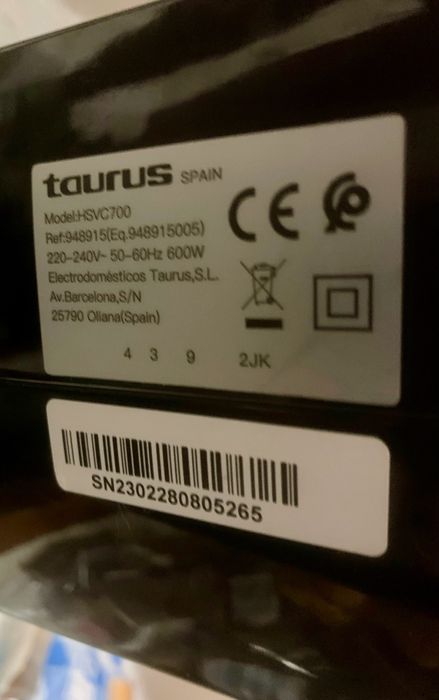 taurus SPAIN
Model:HSVC700
Ref:948915(Eq.948915005)
220-240V~ 50-60Hz 600W
Electrodomésticos Taurus,S.L.
Av.Barcelona,S/N
25790 Oliana(Spain)
4 3 9 2JK
CE
SN2302280805265